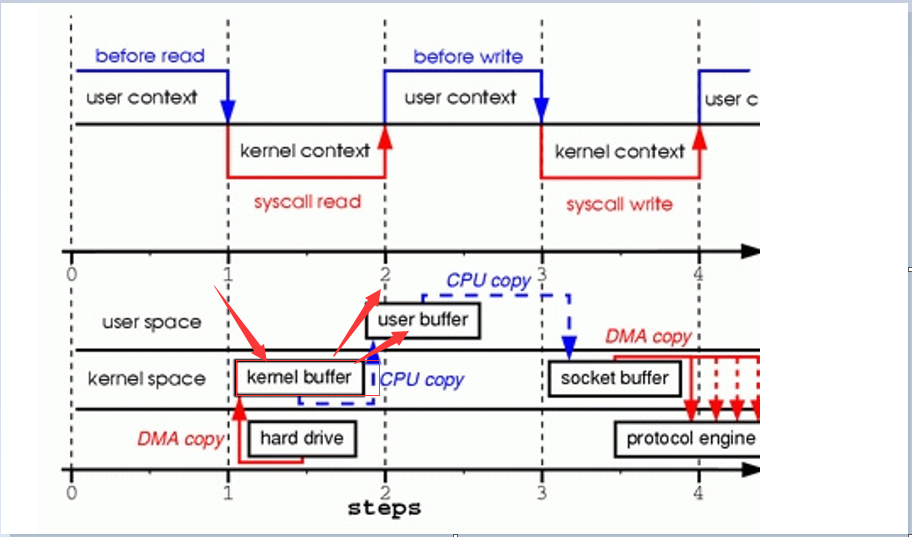 before read
before write
user context
user context
user c
kernel context
kernel context
syscall read
syscall write
0 1 2 3 4
CPU copy
user space
user buffer
DMA copy
kernel space
kernel buffer
CPU copy
socket buffer
DMA copy
hard drive
protocol engine
0 1 2 3 4
steps